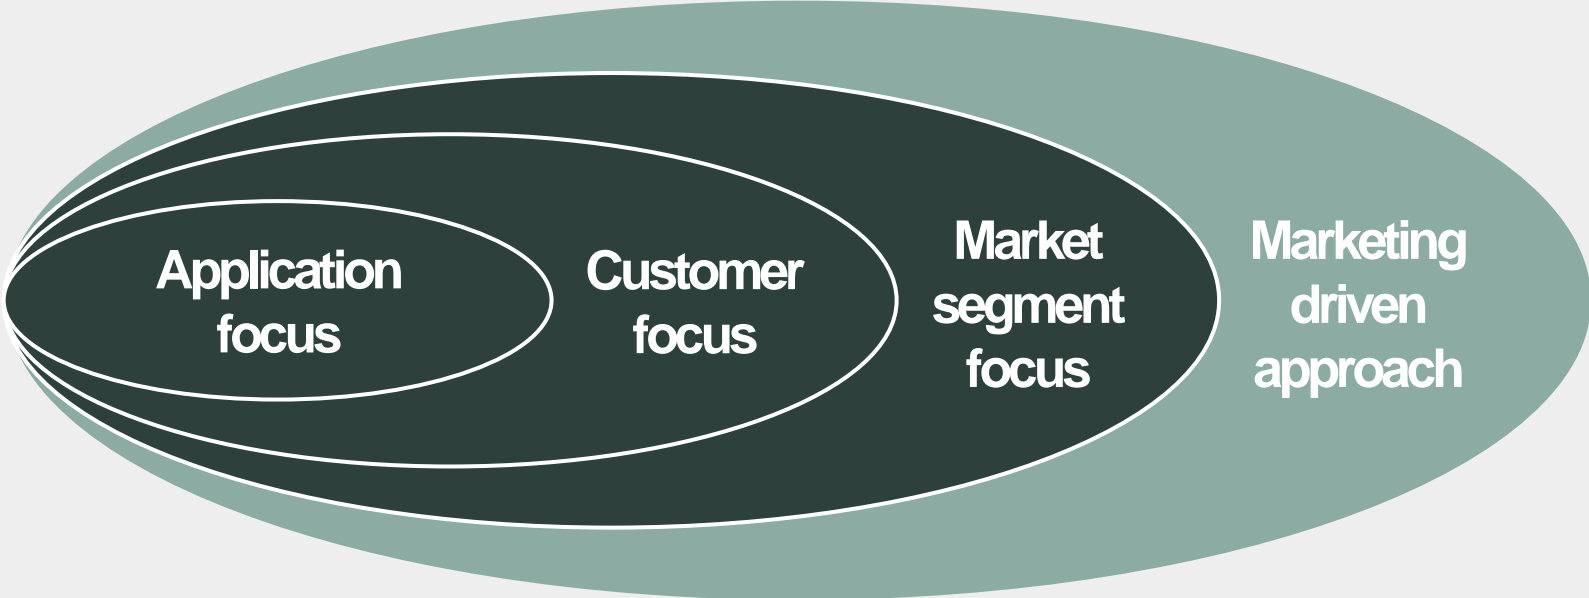 Application
focus
Customer
focus
Market
segment
focus
Marketing
driven
approach